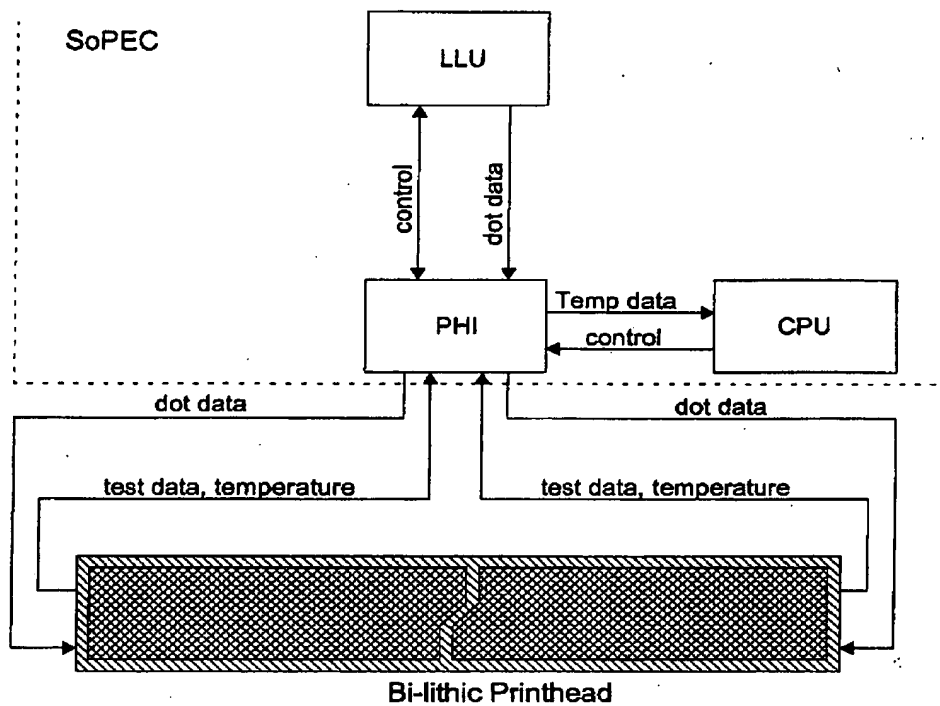 SoPEC
LLU
control
dot data
PHI
Temp data
control
CPU
dot data
dot data
test data, temperature
test data, temperature
Bi-lithic Printhead